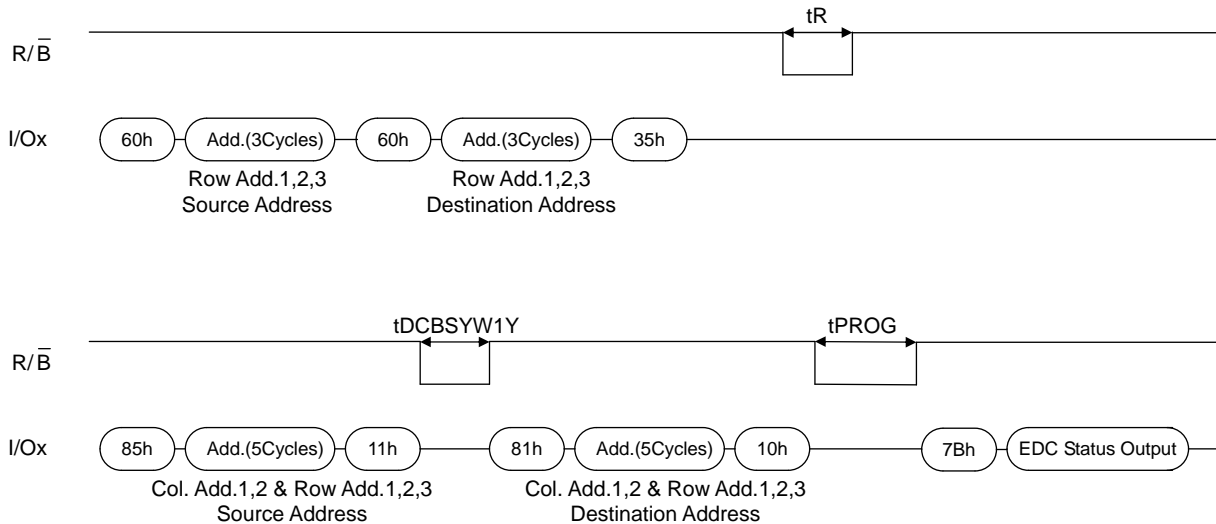 tR
R/B̅
I/Ox
60h
Add.(3Cycles)
60h
Add.(3Cycles)
35h
Row Add.1,2,3
Source Address
Row Add.1,2,3
Destination Address
tDCBSYW1Y
tPROG
R/B̅
I/Ox
85h
Add.(5Cycles)
11h
81h
Add.(5Cycles)
10h
7Bh
EDC Status Output
Col. Add.1,2 & Row Add.1,2,3
Source Address
Col. Add.1,2 & Row Add.1,2,3
Destination Address